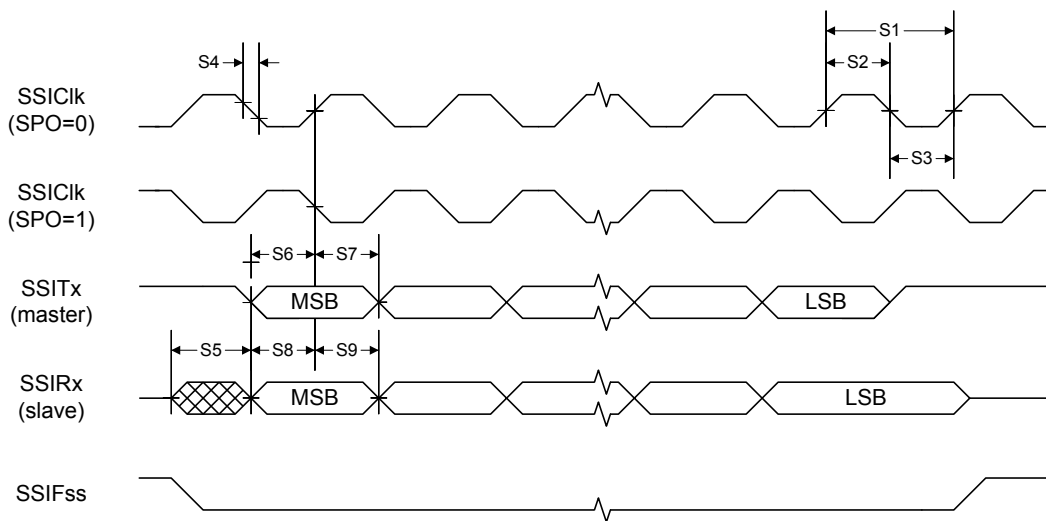 S1
S4
S2
SSIClk
(SPO=0)
S3
SSIClk
(SPO=1)
S6
S7
SSITx
(master)
MSB
LSB
S5
S8
S9
SSIRx
(slave)
MSB
LSB
SSIFss